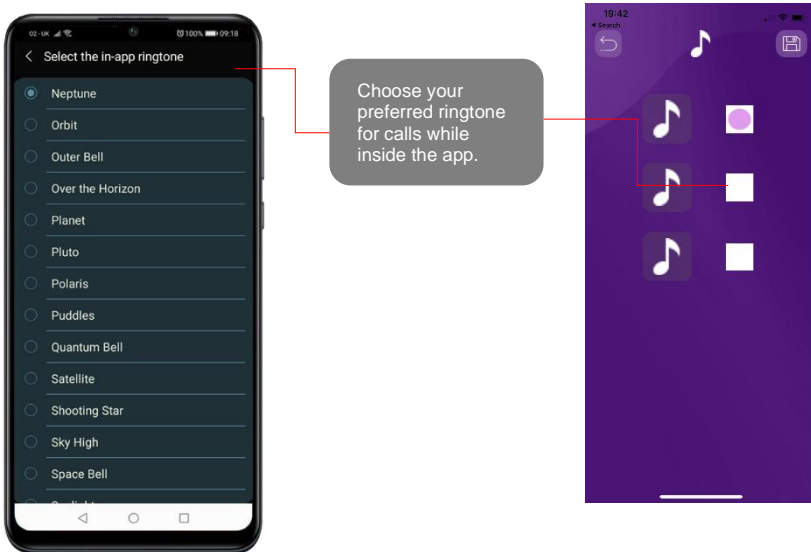 02-UK 100% 09:18
Select the in-app ringtone
Neptune
Orbit
Outer Bell
Over the Horizon
Planet
Pluto
Polaris
Puddles
Quantum Bell
Satellite
Shooting Star
Sky High
Space Bell
Choose your
preferred ringtone
for calls while
inside the app.
19:42
Search